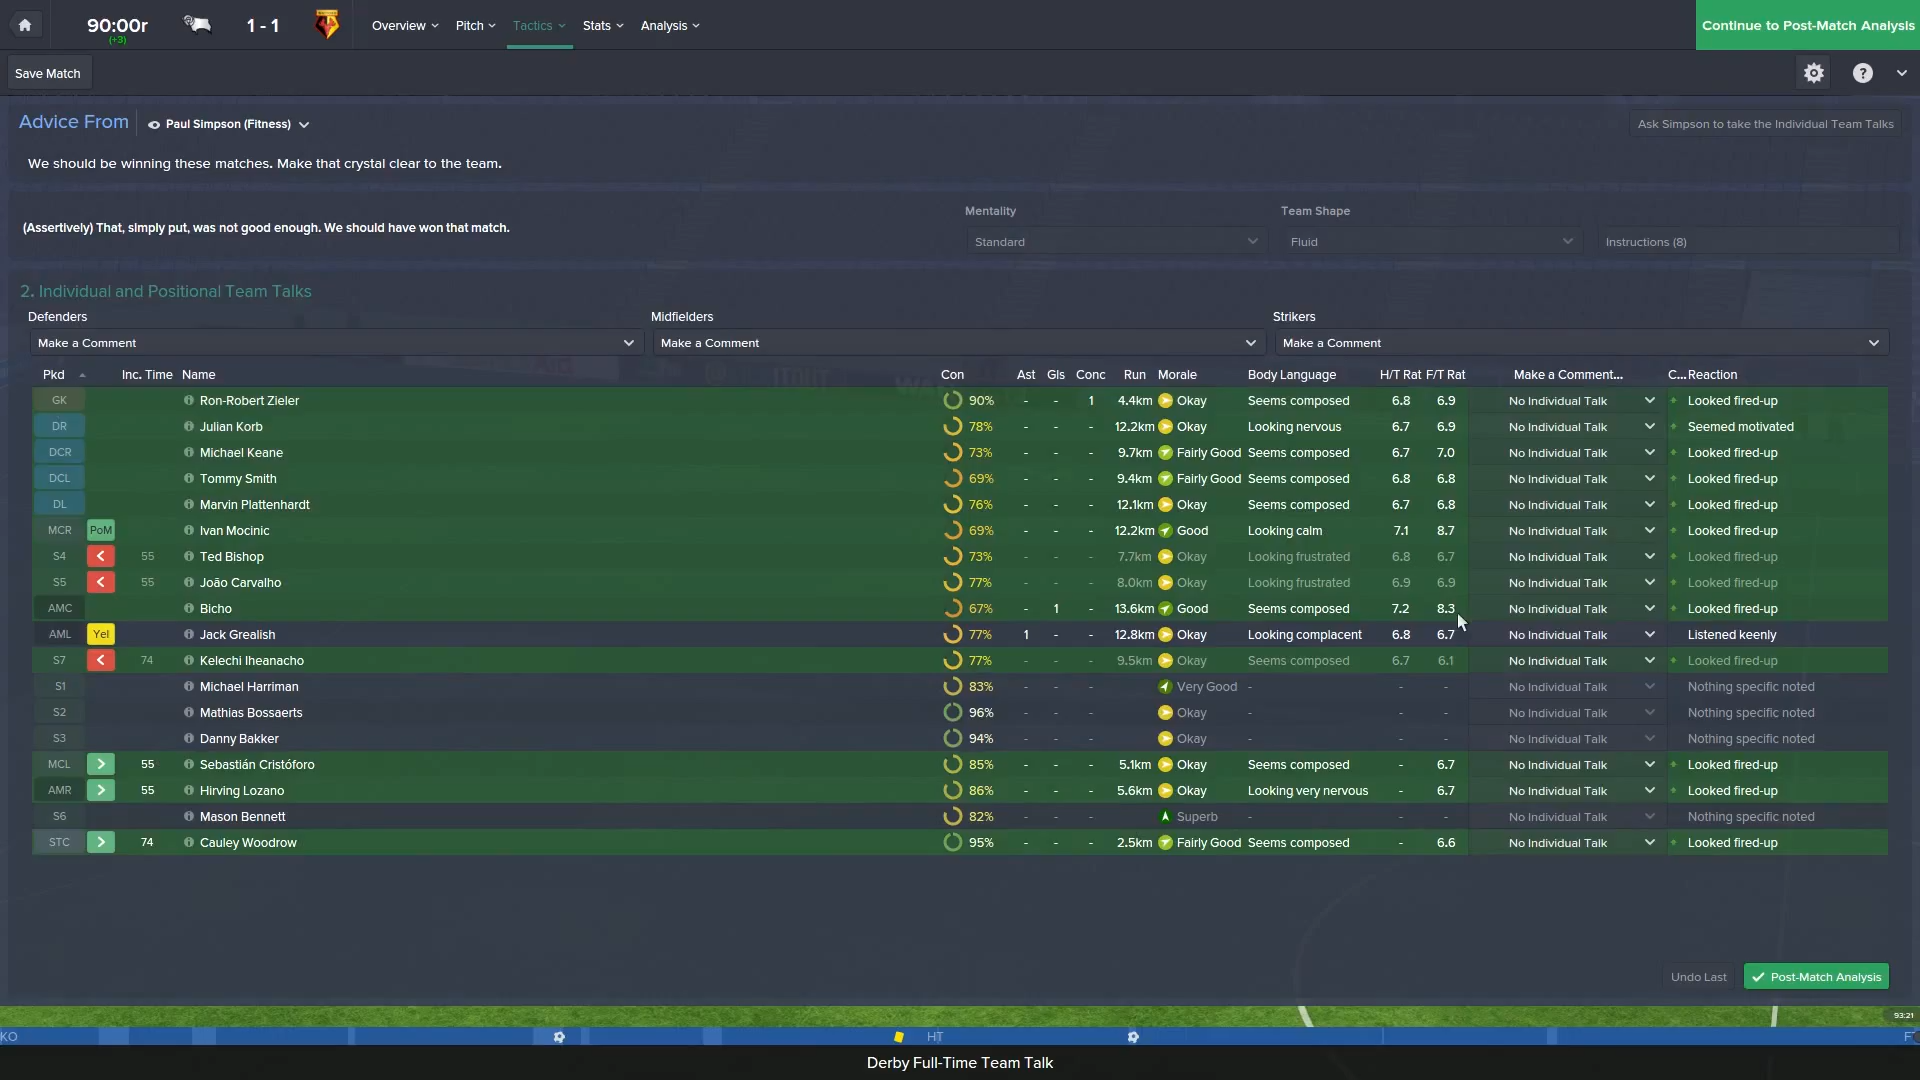 90:00r
(+3)
1 - 1
Overview
Pitch
Tactics
Stats
Analysis
Continue to Post-Match Analysis
Save Match
?
Advice From
Paul Simpson (Fitness)
Ask Simpson to take the Individual Team Talks
We should be winning these matches. Make that crystal clear to the team.
(Assertively) That, simply put, was not good enough. We should have won that match.
Mentality
Team Shape
Standard
Fluid
Instructions (8)
2. Individual and Positional Team Talks
Defenders
Midfielders
Strikers
Make a Comment
Make a Comment
Make a Comment
Pkd Inc. Time Name Con Ast Gls Conc Run Morale Body Language H/T Rat F/T Rat Make a Comment... C... Reaction
GK Ron-Robert Zieler 90% - - 1 4.4km Okay Seems composed 6.8 6.9 No Individual Talk Looked fired-up
DR Julian Korb 78% - - - 12.2km Okay Looking nervous 6.7 6.9 No Individual Talk Seemed motivated
DCR Michael Keane 73% - - - 9.7km Fairly Good Seems composed 6.7 7.0 No Individual Talk Looked fired-up
DCL Tommy Smith 69% - - - 9.4km Fairly Good Seems composed 6.8 6.8 No Individual Talk Looked fired-up
DL Marvin Plattenhardt 76% - - - 12.1km Okay Seems composed 6.7 6.8 No Individual Talk Looked fired-up
MCR PoM Ivan Mocinic 69% - - - 12.2km Good Looking calm 7.1 8.7 No Individual Talk Looked fired-up
S4 < 55 Ted Bishop 73% - - - 7.7km Okay Looking frustrated 6.8 6.7 No Individual Talk Looked fired-up
S5 < 55 João Carvalho 77% - - - 8.0km Okay Looking frustrated 6.9 6.9 No Individual Talk Looked fired-up
AMC Bicho 67% - 1 - 13.6km Good Seems composed 7.2 8.3 No Individual Talk Looked fired-up
AML Yel Jack Grealish 77% 1 - - 12.8km Okay Looking complacent 6.8 6.7 No Individual Talk Listened keenly
S7 < 74 Kelechi Iheanacho 77% - - - 9.5km Okay Seems composed 6.7 6.1 No Individual Talk Looked fired-up
S1 Michael Harriman 83% - - - Very Good - - - No Individual Talk Nothing specific noted
S2 Mathias Bossaerts 96% - - - Okay - - - No Individual Talk Nothing specific noted
S3 Danny Bakker 94% - - - Okay - - - No Individual Talk Nothing specific noted
MCL > 55 Sebastián Cristóforo 85% - - - 5.1km Okay Seems composed - 6.7 No Individual Talk Looked fired-up
AMR > 55 Hirving Lozano 86% - - - 5.6km Okay Looking very nervous - 6.7 No Individual Talk Looked fired-up
S6 Mason Bennett 82% - - - Superb - - - No Individual Talk Nothing specific noted
STC > 74 Cauley Woodrow 95% - - - 2.5km Fairly Good Seems composed - 6.6 No Individual Talk Looked fired-up
Undo Last
Post-Match Analysis
93:21
KO
HT
Derby Full-Time Team Talk